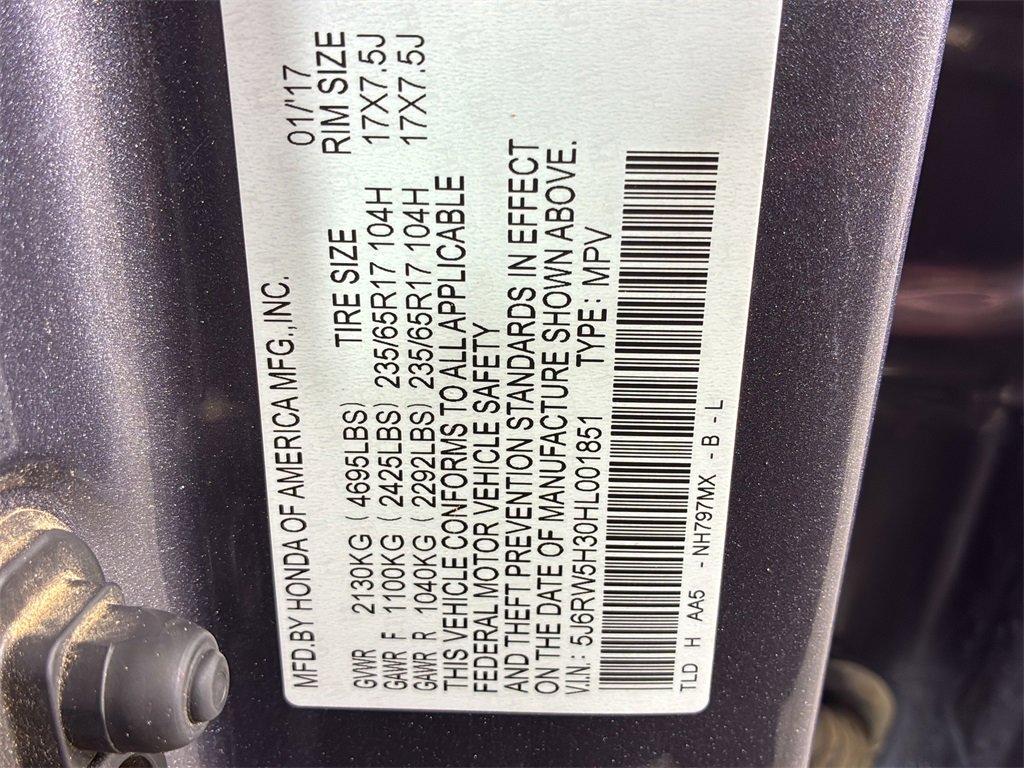 MFD.BY HONDA OF AMERICA MFG.,INC. 01/'17
TIRE SIZE RIM SIZE
GVWR 2130KG (4695LBS)
GAWR F 1100KG (2425LBS) 235/65R17 104H 17X7.5J
GAWR R 1040KG (2292LBS) 235/65R17 104H 17X7.5J
THIS VEHICLE CONFORMS TO ALL APPLICABLE
FEDERAL MOTOR VEHICLE SAFETY
AND THEFT PREVENTION STANDARDS IN EFFECT
ON THE DATE OF MANUFACTURE SHOWN ABOVE.
V.I.N.: 5J6RW5H30HL001851 TYPE : MPV
TLD H AA5 -NH797MX - B - L